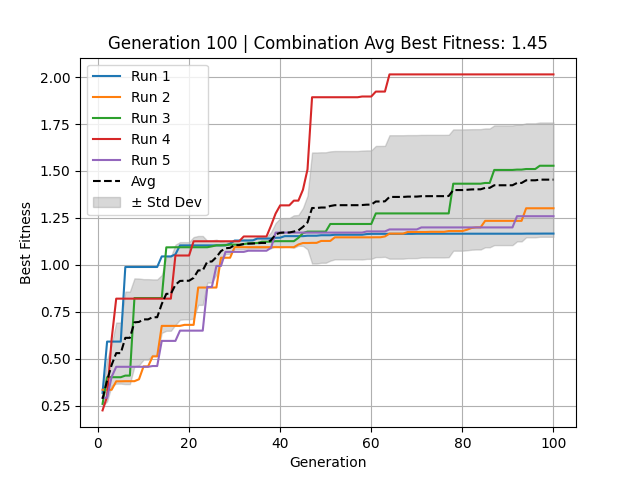 Generation 100 | Combination Avg Best Fitness: 1.45
Run 1
Run 2
Run 3
Run 4
Run 5
Avg
± Std Dev
Best Fitness
2.00
1.75
1.50
1.25
1.00
0.75
0.50
0.25
0 20 40 60 80 100
Generation